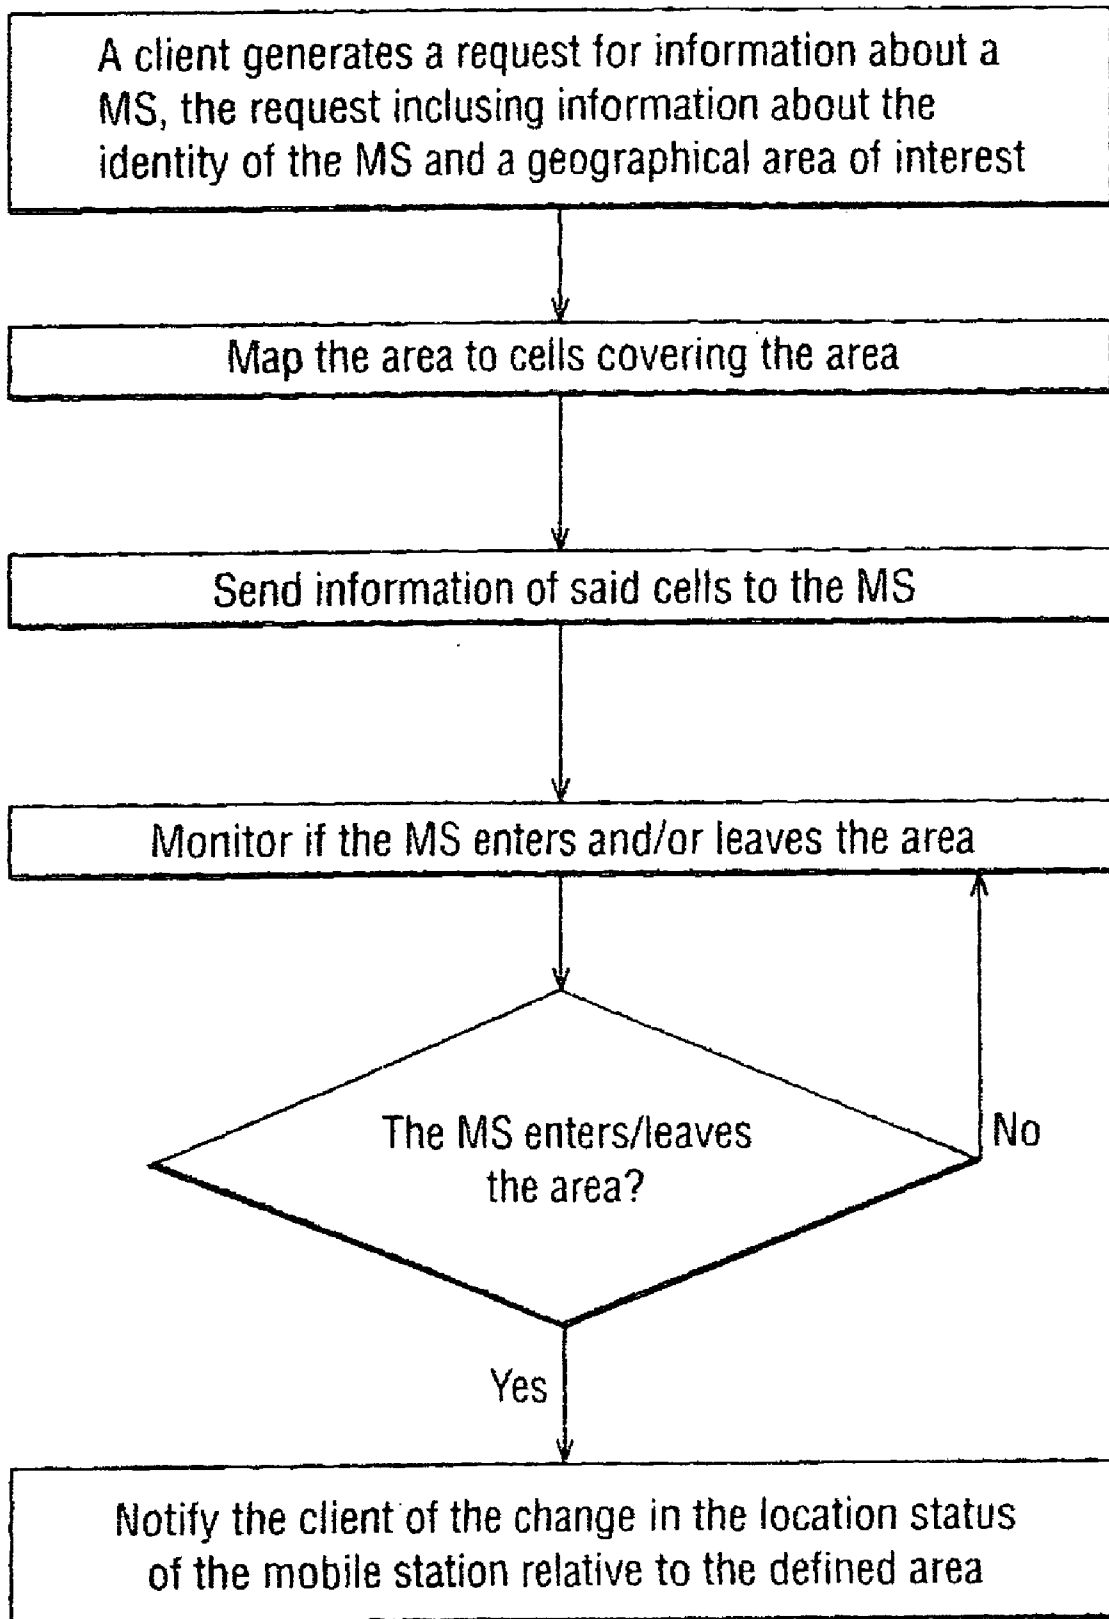 A client generates a request for information about a
MS, the request inclusing information about the
identity of the MS and a geographical area of interest
Map the area to cells covering the area
Send information of said cells to the MS
Monitor if the MS enters and/or leaves the area
The MS enters/leaves
the area?
No
Yes
Notify the client of the change in the location status
of the mobile station relative to the defined area